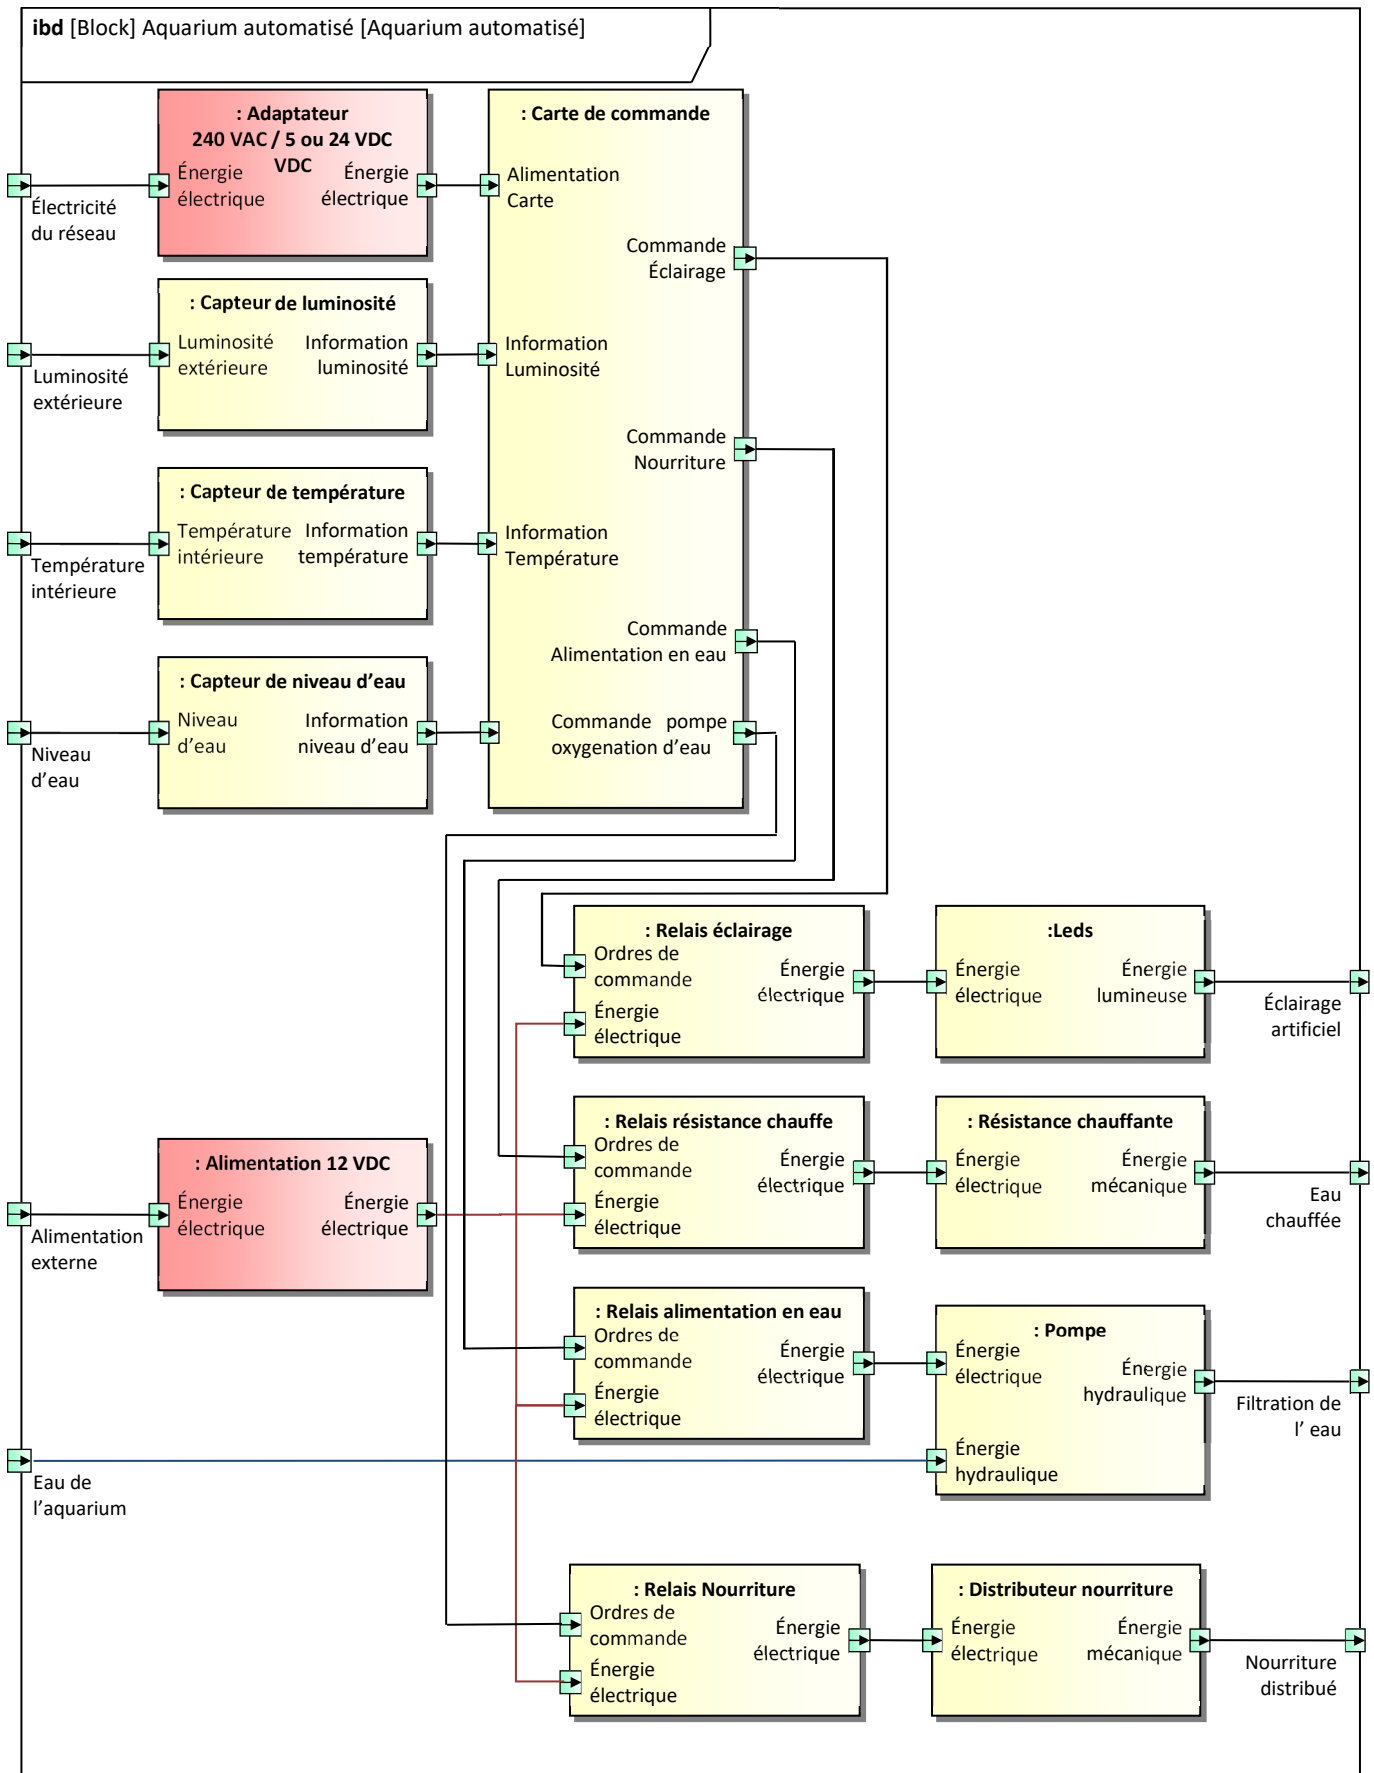 ibd [Block] Aquarium automatisé [Aquarium automatisé]
: Adaptateur
240 VAC / 5 ou 24 VDC
VDC
Énergie
électrique
Énergie
électrique
Électricité
du réseau
: Carte de commande
Alimentation
Carte
Commande
Éclairage
Information
Luminosité
Commande
Nourriture
Information
Température
Commande
Alimentation en eau
Commande pompe
oxygenation d’eau
: Capteur de luminosité
Luminosité
extérieure
Information
luminosité
Luminosité
extérieure
: Capteur de température
Température
intérieure
Information
température
Température
intérieure
: Capteur de niveau d’eau
Niveau
d’eau
Information
niveau d’eau
Niveau
d’eau
: Relais éclairage
Ordres de
commande
Énergie
électrique
Énergie
électrique
:Leds
Énergie
électrique
Énergie
lumineuse
Éclairage
artificiel
: Alimentation 12 VDC
Énergie
électrique
Énergie
électrique
Alimentation
externe
: Relais résistance chauffe
Ordres de
commande
Énergie
électrique
Énergie
électrique
: Résistance chauffante
Énergie
électrique
Énergie
mécanique
Eau
chauffée
: Relais alimentation en eau
Ordres de
commande
Énergie
électrique
Énergie
électrique
: Pompe
Énergie
électrique
Énergie
hydraulique
Énergie
hydraulique
Filtration de
l’ eau
Eau de
l’aquarium
: Relais Nourriture
Ordres de
commande
Énergie
électrique
Énergie
électrique
: Distributeur nourriture
Énergie
électrique
Énergie
mécanique
Nourriture
distribué